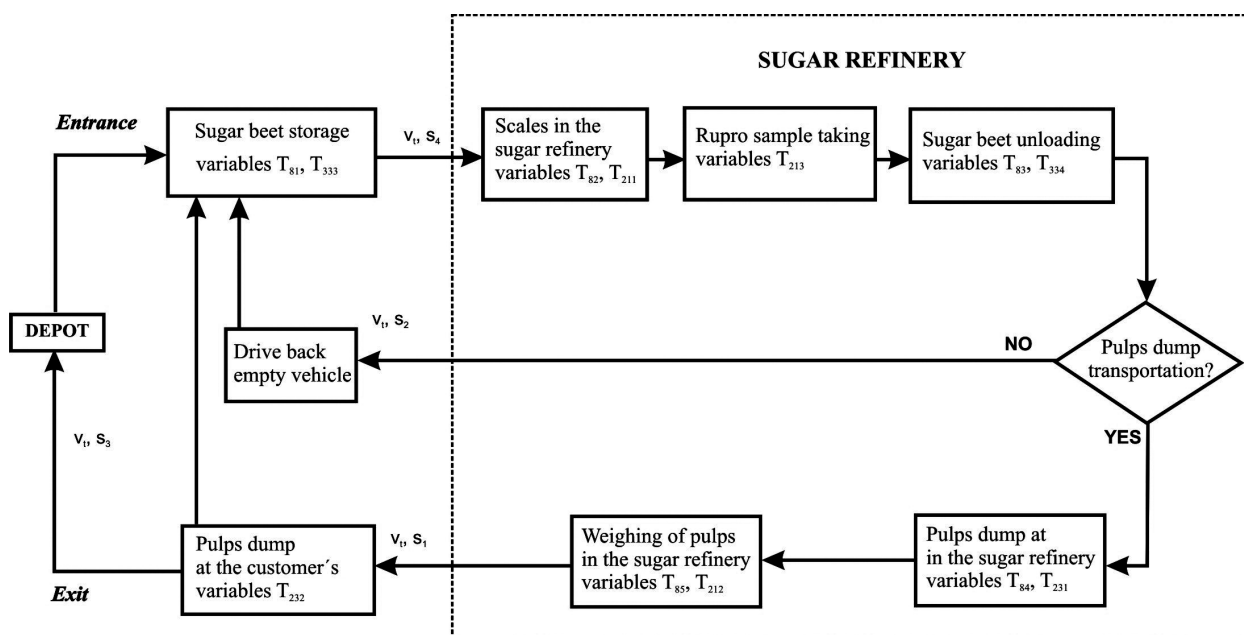 SUGAR REFINERY
Entrance
Sugar beet storage
variables T₈₁, T₃₃₃
Vₜ, S₄
Scales in the
sugar refinery
variables T₈₂, T₂₁₁
Rupro sample taking
variables T₂₁₃
Sugar beet unloading
variables T₈₃, T₃₃₄
DEPOT
Vₜ, S₂
Drive back
empty vehicle
NO
Pulps dump
transportation?
YES
Vₜ, S₃
Exit
Pulps dump
at the customer´s
variables T₂₃₂
Vₜ, S₁
Weighing of pulps
in the sugar refinery
variables T₈₅, T₂₁₂
Pulps dump at
in the sugar refinery
variables T₈₄, T₂₃₁